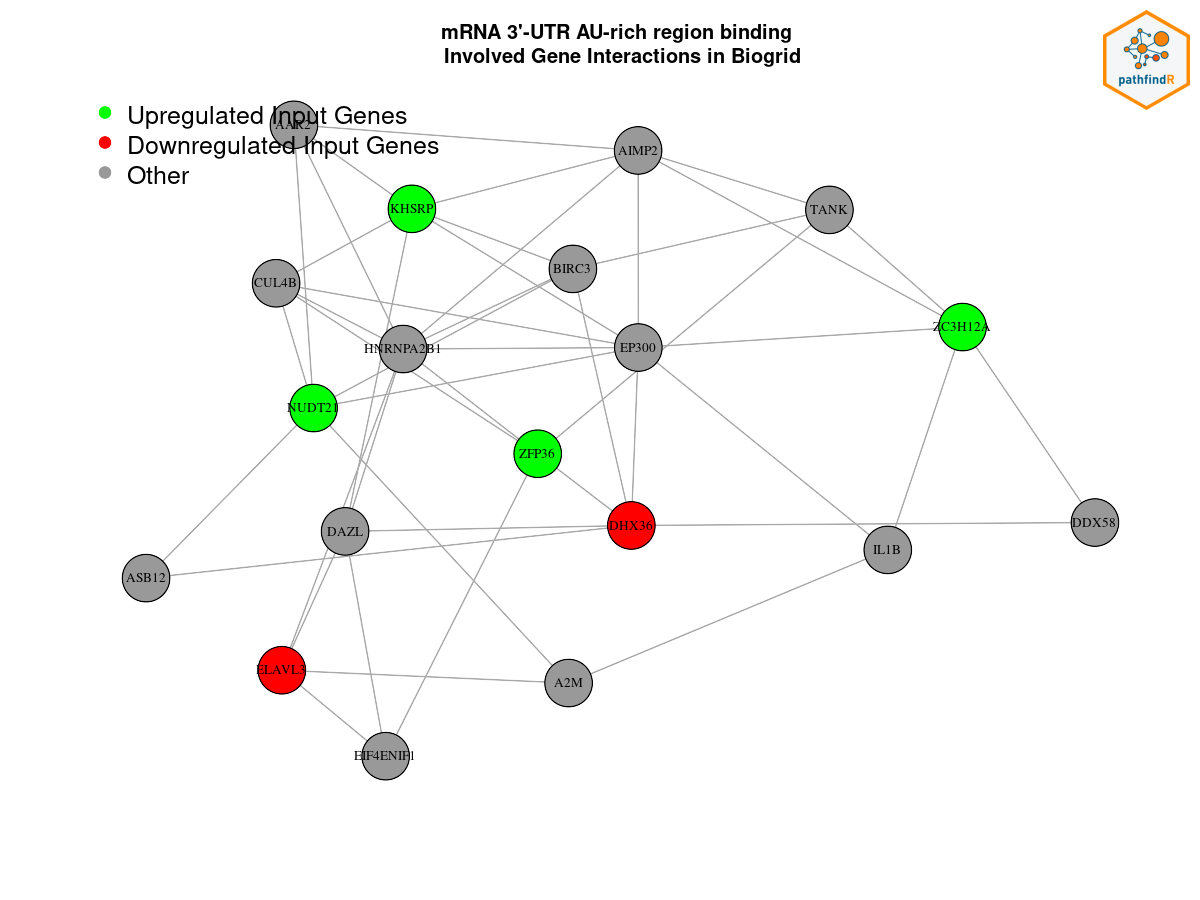 mRNA 3'-UTR AU-rich region binding
Involved Gene Interactions in Biogrid
pathfindR
Upregulated Input Genes
Downregulated Input Genes
Other
AAR2
AIMP2
KHSRP
TANK
BIRC3
CUL4B
ZC3H12A
HNRNPA2B1
EP300
NUDT21
ZFP36
DHX36
DDX58
DAZL
IL1B
ASB12
ELAVL3
A2M
EIF4ENIF1